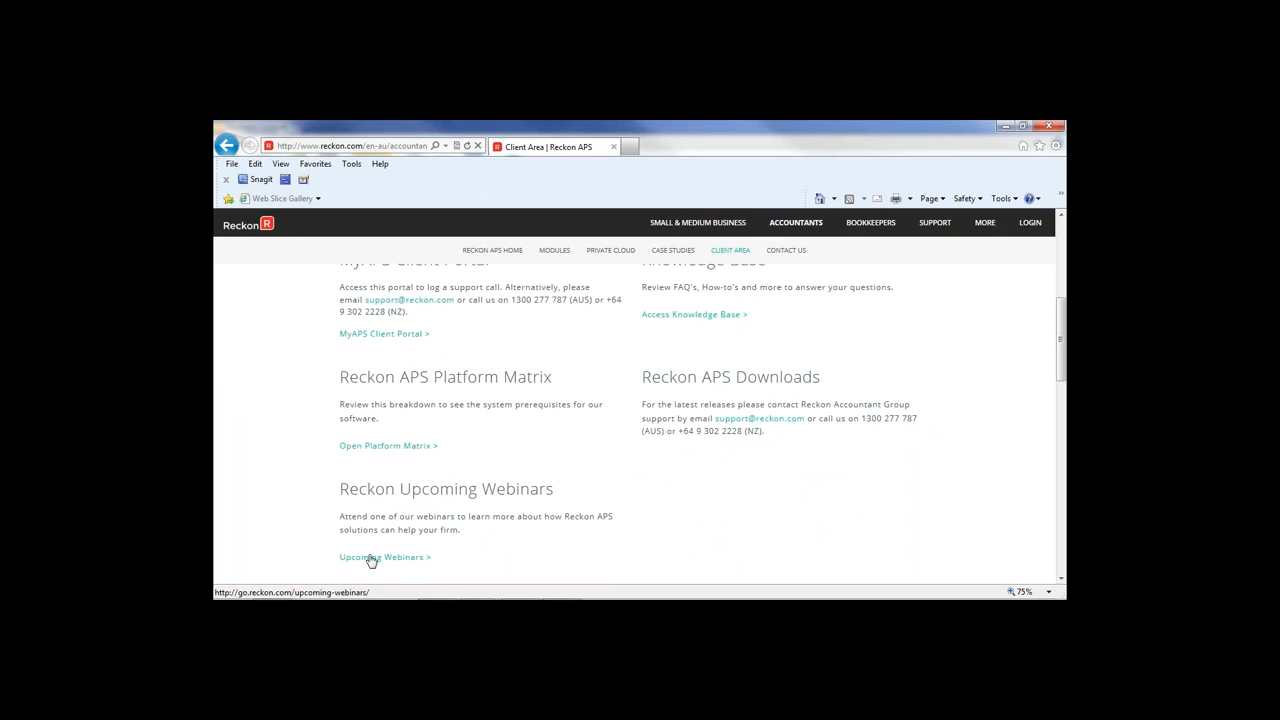 http://www.reckon.com/en-au/accountan
Client Area | Reckon APS
File Edit View Favorites Tools Help
Snagit
Web Slice Gallery
Page Safety Tools
Reckon R
SMALL & MEDIUM BUSINESS ACCOUNTANTS BOOKKEEPERS SUPPORT MORE LOGIN
RECKON APS HOME MODULES PRIVATE CLOUD CASE STUDIES CLIENT AREA CONTACT US
MyAPS Client Portal
Access this portal to log a support call. Alternatively, please
email support@reckon.com or call us on 1300 277 787 (AUS) or +64
9 302 2228 (NZ).
MyAPS Client Portal >
Knowledge Base
Review FAQ's, How-to's and more to answer your questions.
Access Knowledge Base >
Reckon APS Platform Matrix
Review this breakdown to see the system prerequisites for our
software.
Open Platform Matrix >
Reckon APS Downloads
For the latest releases please contact Reckon Accountant Group
support by email support@reckon.com or call us on 1300 277 787
(AUS) or +64 9 302 2228 (NZ).
Reckon Upcoming Webinars
Attend one of our webinars to learn more about how Reckon APS
solutions can help your firm.
Upcoming Webinars >
http://go.reckon.com/upcoming-webinars/
75%